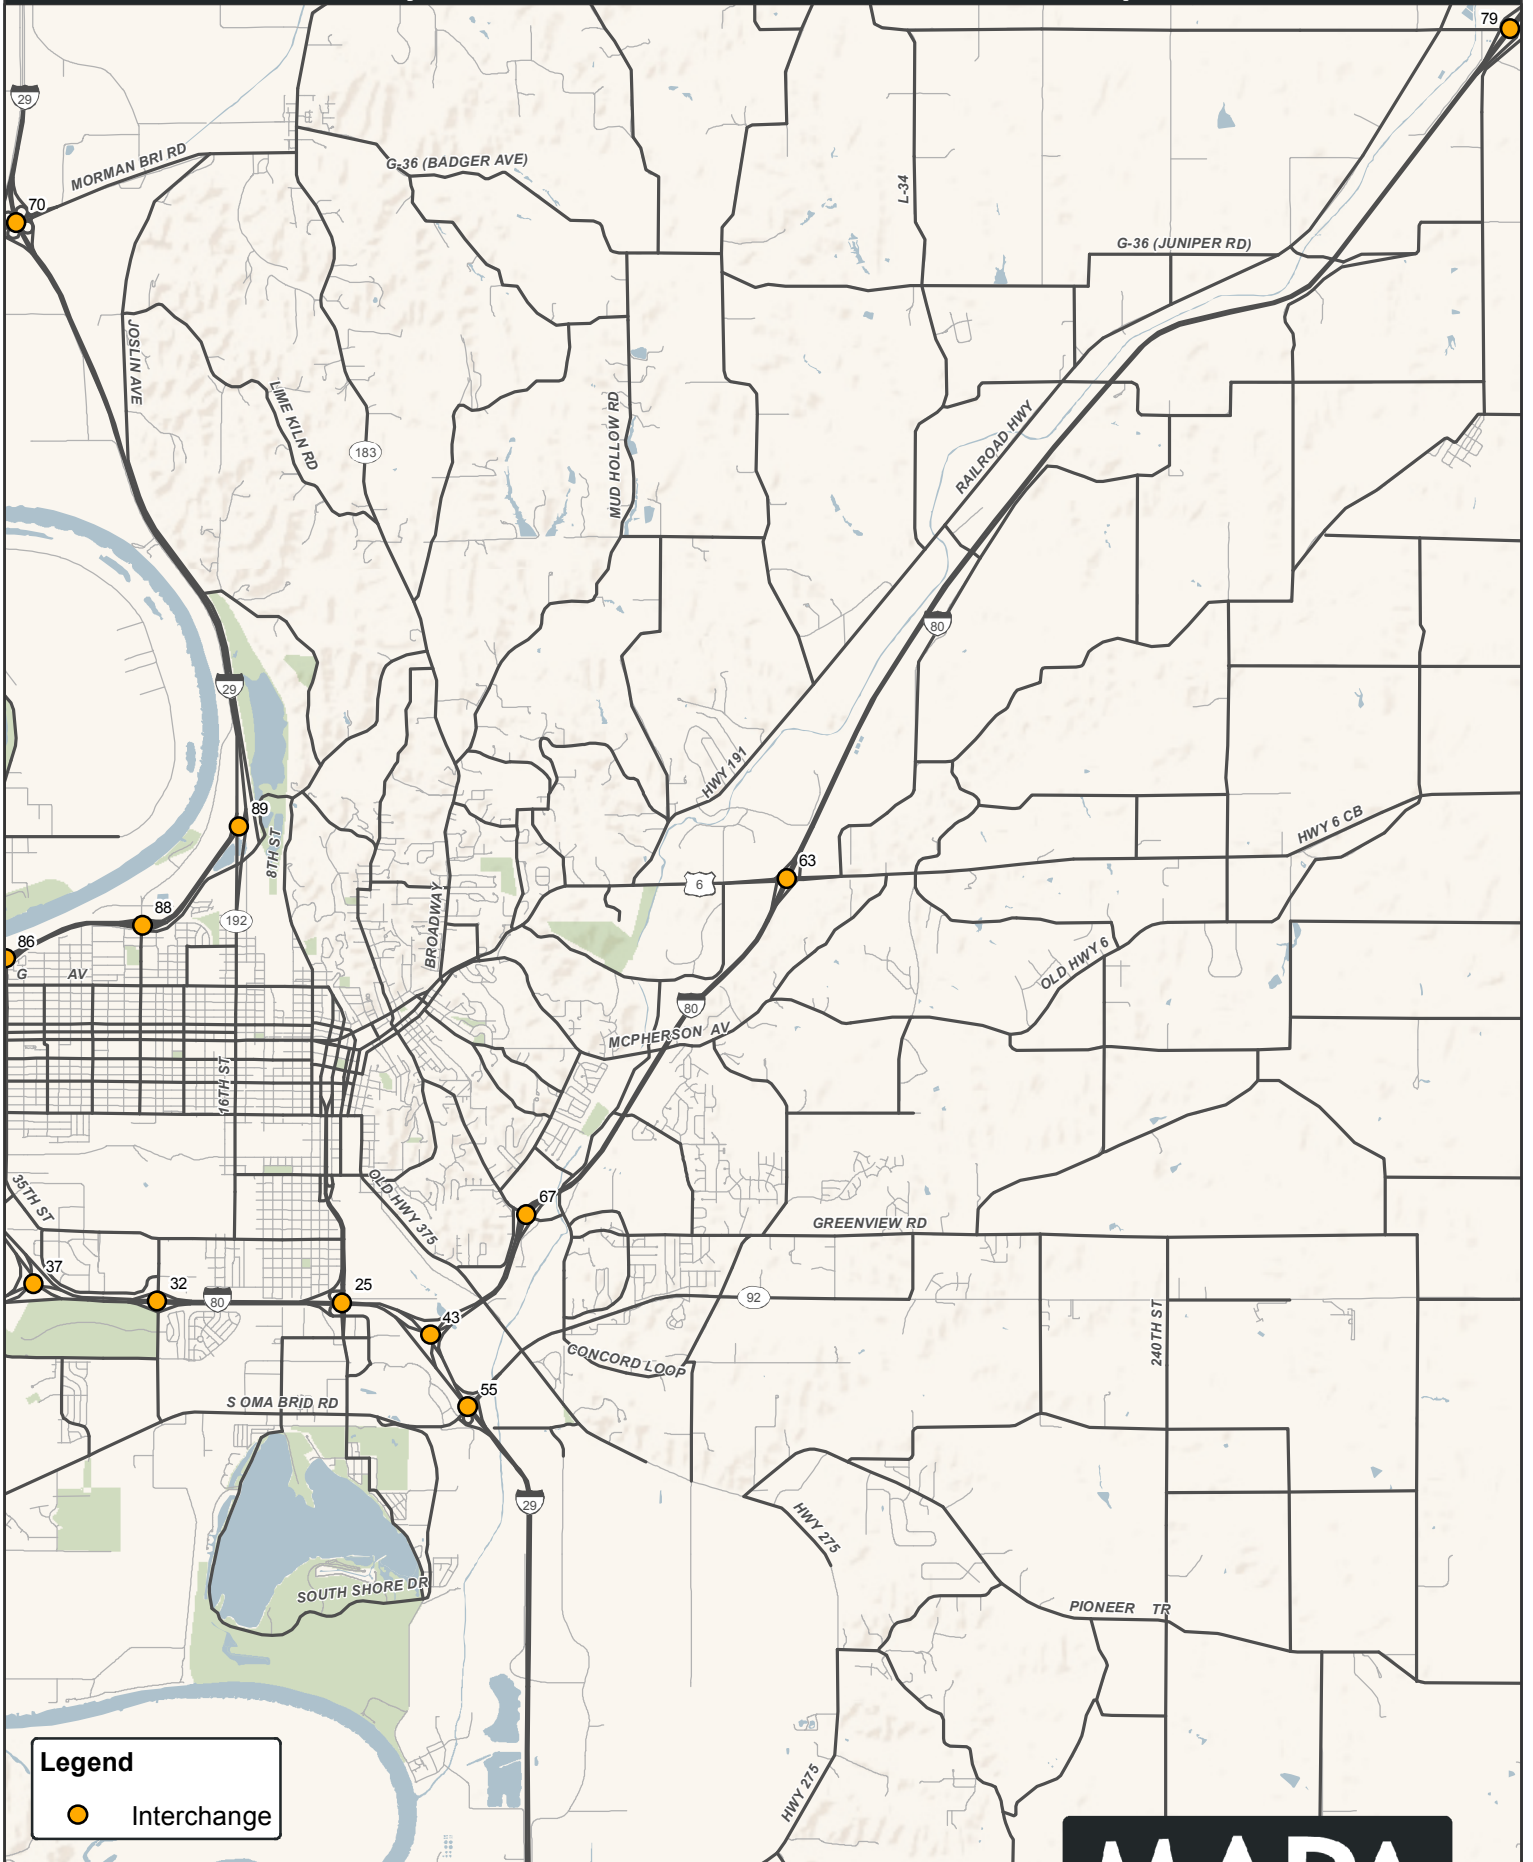 79
29
MORMAN BRI RD
G-36 (BADGER AVE)
L-34
70
G-36 (JUNIPER RD)
JOSLIN AVE
LIME KILN RD
183
MUD HOLLOW RD
RAILROAD HWY
80
29
HWY 191
89
8TH ST
HWY 6 CB
63
6
BROADWAY
88
192
86
G AV
OLD HWY 6
80
MCPHERSON AV
16TH ST
35TH ST
OLD HWY 375
67
GREENVIEW RD
37
32
80
25
92
43
240TH ST
CONCORD LOOP
55
S OMA BRID RD
29
HWY 275
SOUTH SHORE DR
PIONEER TR
HWY 275
Legend
Interchange
MAPA